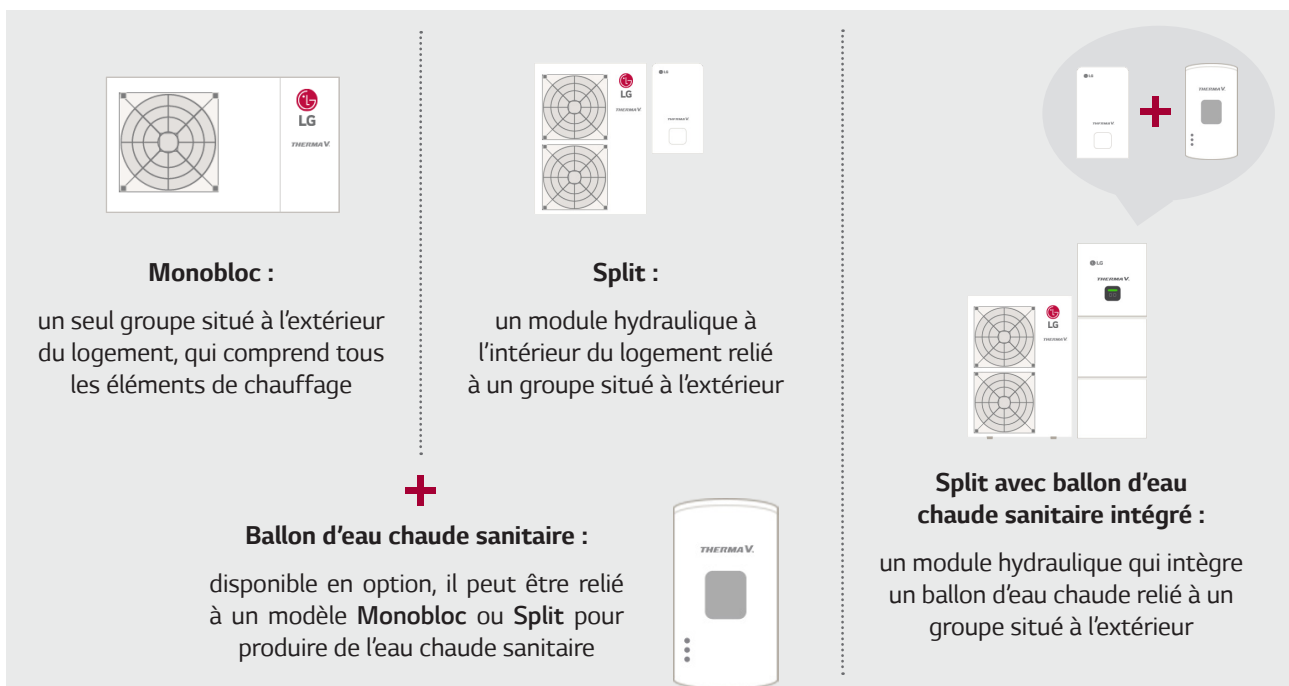 LG
THERMA V.
Monobloc :
un seul groupe situé à l'extérieur
du logement, qui comprend tous
les éléments de chauffage
LG
THERMA V.
LG
THERMA V.
Split :
un module hydraulique à
l'intérieur du logement relié
à un groupe situé à l'extérieur
+
Ballon d'eau chaude sanitaire :
disponible en option, il peut être relié
à un modèle Monobloc ou Split pour
produire de l'eau chaude sanitaire
THERMA V.
LG
THERMA V.
+
THERMA V.
LG
THERMA V.
LG
THERMA V.
Split avec ballon d'eau
chaude sanitaire intégré :
un module hydraulique qui intègre
un ballon d'eau chaude relié à un
groupe situé à l'extérieur